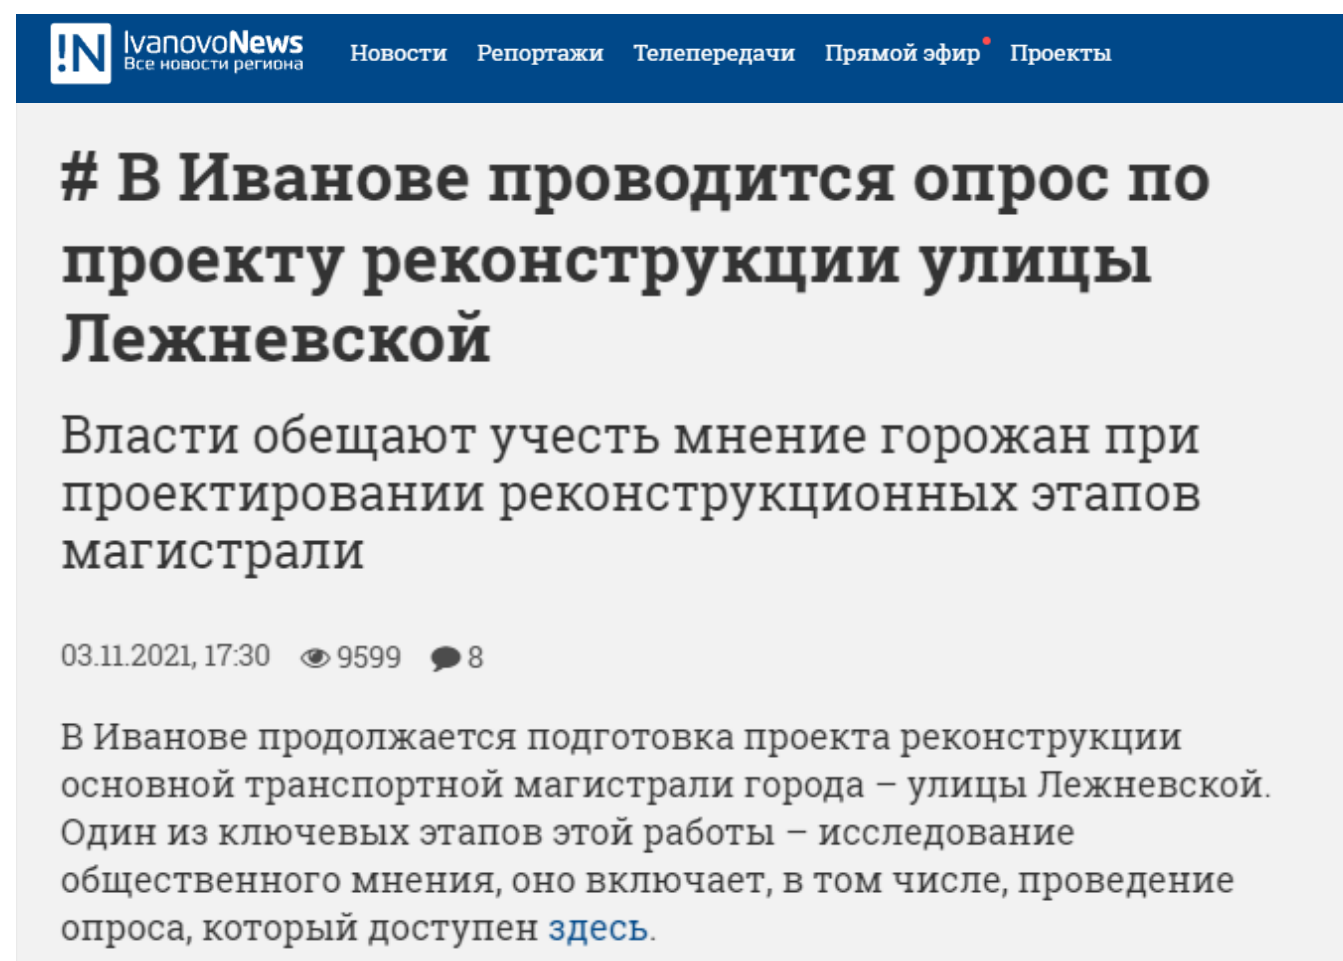 !N IvanovoNews
Все новости региона
Новости Репортажи Телепередачи Прямой эфир Проекты
# В Иванове проводится опрос по
проекту реконструкции улицы
Лежневской
Власти обещают учесть мнение горожан при
проектировании реконструкционных этапов
магистрали
03.11.2021, 17:30 9599 8
В Иванове продолжается подготовка проекта реконструкции
основной транспортной магистрали города – улицы Лежневской.
Один из ключевых этапов этой работы – исследование
общественного мнения, оно включает, в том числе, проведение
опроса, который доступен здесь.